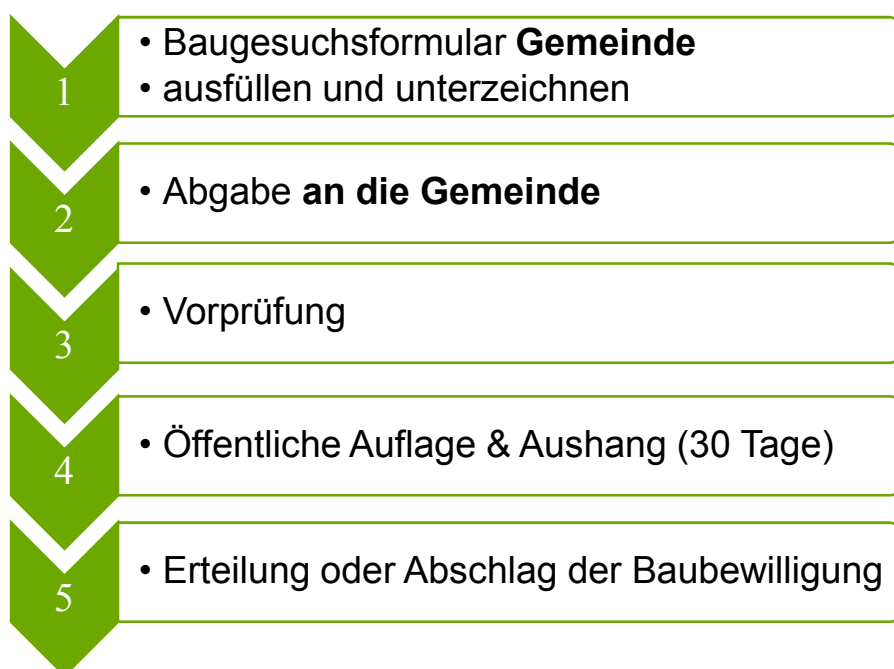 1
• Baugesuchsformular Gemeinde
• ausfüllen und unterzeichnen
2
• Abgabe an die Gemeinde
3
• Vorprüfung
4
• Öffentliche Auflage & Aushang (30 Tage)
5
• Erteilung oder Abschlag der Baubewilligung